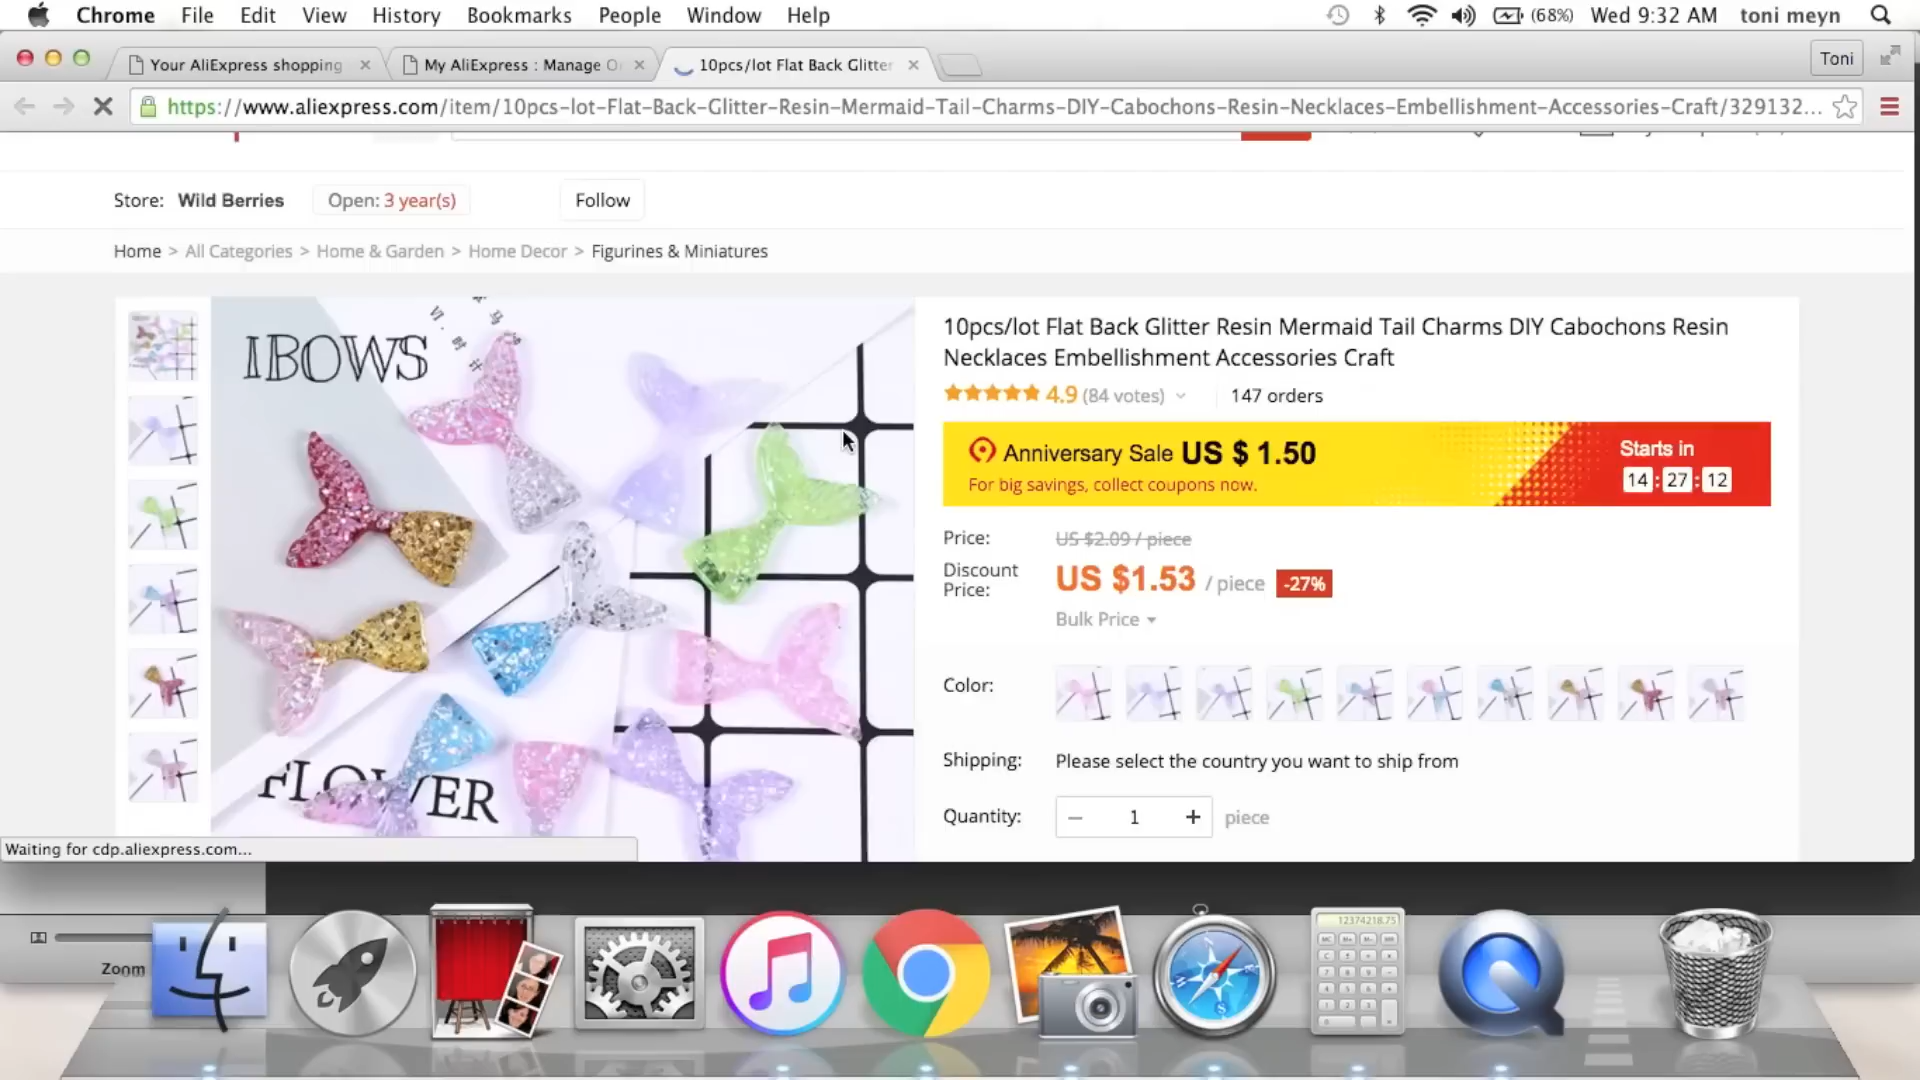 Chrome File Edit View History Bookmarks People Window Help (68%) Wed 9:32 AM toni meyn
Your AliExpress shopping My AliExpress : Manage O 10pcs/lot Flat Back Glitter Toni
https://www.aliexpress.com/item/10pcs-lot-Flat-Back-Glitter-Resin-Mermaid-Tail-Charms-DIY-Cabochons-Resin-Necklaces-Embellishment-Accessories-Craft/329132...
Store: Wild Berries Open: 3 year(s) Follow
Home > All Categories > Home & Garden > Home Decor > Figurines & Miniatures
IBOWS
FLOWER
10pcs/lot Flat Back Glitter Resin Mermaid Tail Charms DIY Cabochons Resin
Necklaces Embellishment Accessories Craft
4.9 (84 votes) 147 orders
Anniversary Sale US $ 1.50
For big savings, collect coupons now.
Starts in
14 : 27 : 12
Price: US $2.09 / piece
Discount Price: US $1.53 / piece -27%
Bulk Price
Color:
Shipping: Please select the country you want to ship from
Quantity: 1 piece
Waiting for cdp.aliexpress.com...
Zoom
12374218.75